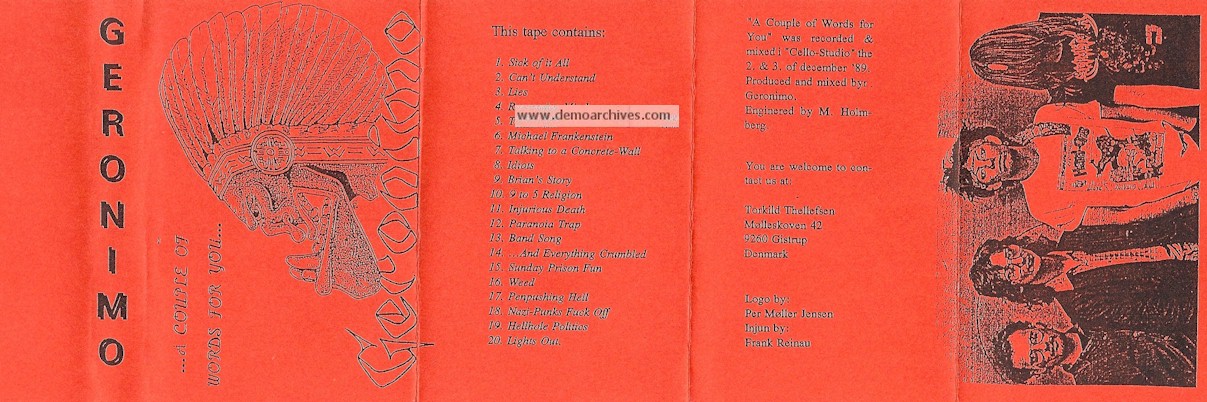 GERONIMO
...a COUPLE OF
WORDS FOR YOU...
Geronimo
This tape contains:
1. Sick of it All
2. Can't Understand
3. Lies
4.
5.
www.demoarchives.com
6. Michael Frankenstein
7. Talking to a Concrete-Wall
8. Idiots
9. Brian's Story
10. 9 to 5 Religion
11. Injurious Death
12. Paranoia Trap
13. Band Song
14. ...And Everything Crumbled
15. Sunday Prison Fun
16. Weed
17. Penpushing Hell
18. Nazi-Punks Fuck Off
19. Hellhole Politics
20. Lights Out
"A Couple of Words for
You" was recorded &
mixed i "Cello-Studio" the
2. & 3. of december '89.
Produced and mixed by:
Geronimo.
Enginered by M. Holm-
berg.
You are welcome to con-
tact us at:
Torkild Thellefsen
Mølleskoven 42
9260 Gistrup
Denmark
Logo by:
Per Møller Jensen
Injun by:
Frank Reinau